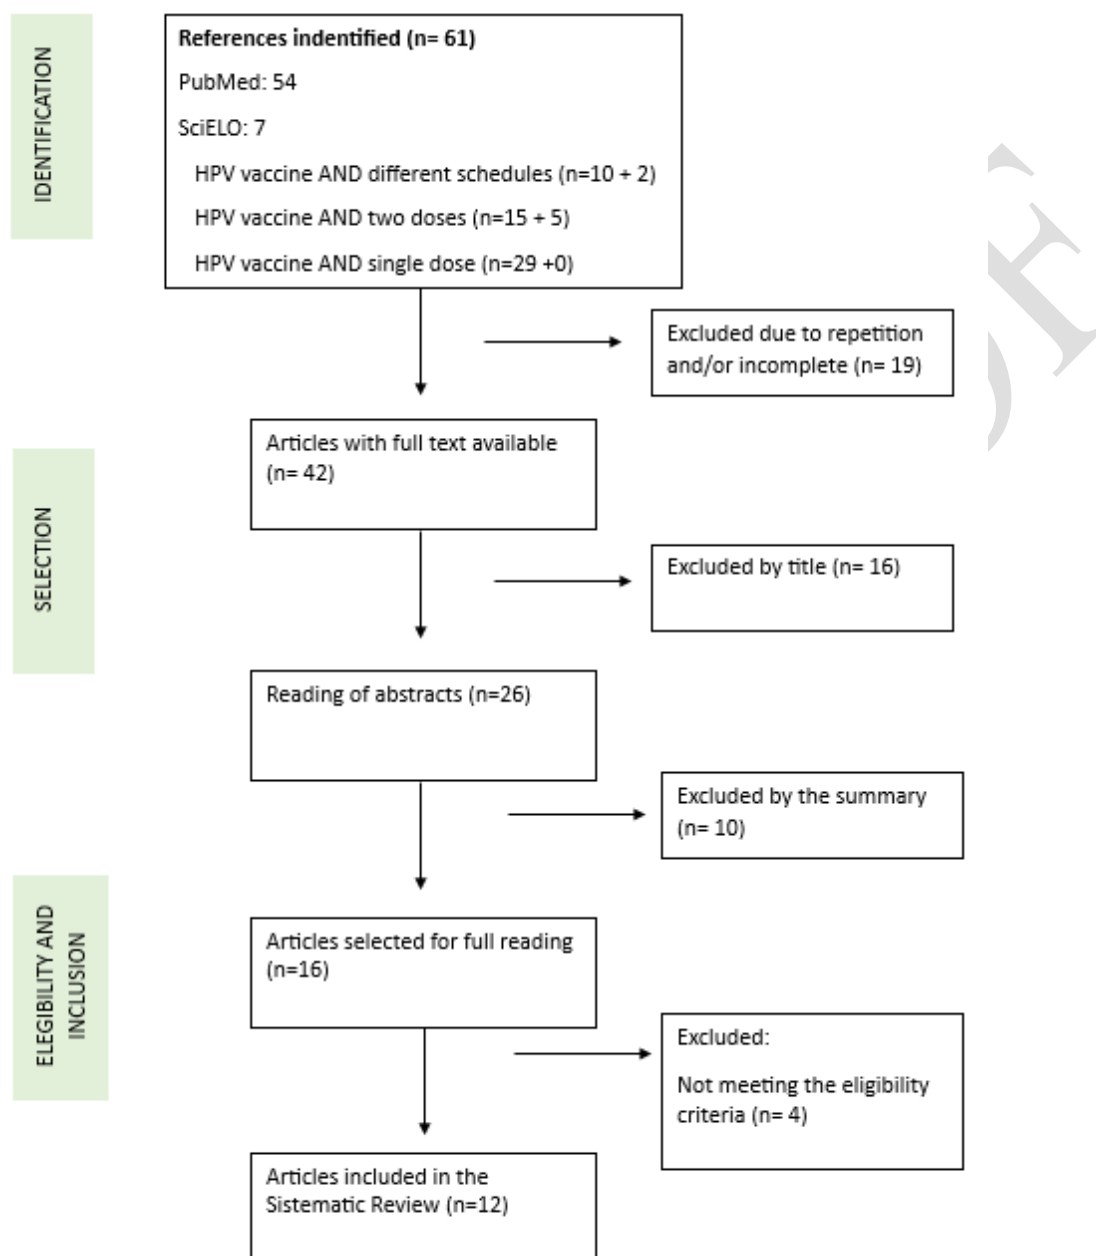 IDENTIFICATION
References indentified (n= 61)
PubMed: 54
SciELO: 7
HPV vaccine AND different schedules (n=10 + 2)
HPV vaccine AND two doses (n=15 + 5)
HPV vaccine AND single dose (n=29 +0)
Excluded due to repetition
and/or incomplete (n= 19)
Articles with full text available
(n= 42)
SELECTION
Excluded by title (n= 16)
Reading of abstracts (n=26)
Excluded by the summary
(n= 10)
ELEGIBILITY AND
INCLUSION
Articles selected for full reading
(n=16)
Excluded:
Not meeting the eligibility
criteria (n= 4)
Articles included in the
Sistematic Review (n=12)